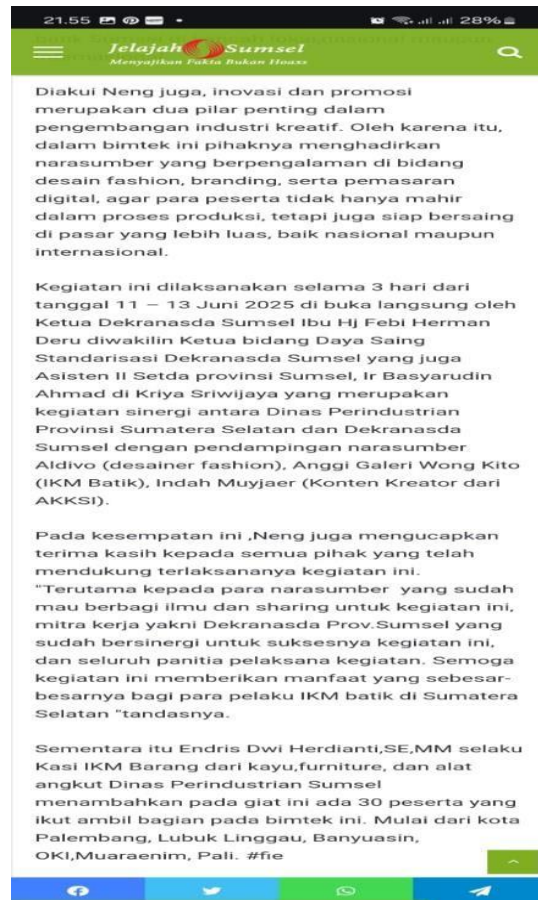 21.55
28%
Jelajah Sumsel
Menyajikan Fakta Bukan Hoaxs
Diakui Neng juga, inovasi dan promosi
merupakan dua pilar penting dalam
pengembangan industri kreatif. Oleh karena itu,
dalam bimtek ini pihaknya menghadirkan
narasumber yang berpengalaman di bidang
desain fashion, branding, serta pemasaran
digital, agar para peserta tidak hanya mahir
dalam proses produksi, tetapi juga siap bersaing
di pasar yang lebih luas, baik nasional maupun
internasional.
Kegiatan ini dilaksanakan selama 3 hari dari
tanggal 11 – 13 Juni 2025 di buka langsung oleh
Ketua Dekranasda Sumsel Ibu Hj Febi Herman
Deru diwakilin Ketua bidang Daya Saing
Standarisasi Dekranasda Sumsel yang juga
Asisten II Setda provinsi Sumsel, Ir Basyarudin
Ahmad di Kriya Sriwijaya yang merupakan
kegiatan sinergi antara Dinas Perindustrian
Provinsi Sumatera Selatan dan Dekranasda
Sumsel dengan pendampingan narasumber
Aldivo (desainer fashion), Anggi Galeri Wong Kito
(IKM Batik), Indah Muyjaer (Konten Kreator dari
AKKSI).
Pada kesempatan ini ,Neng juga mengucapkan
terima kasih kepada semua pihak yang telah
mendukung terlaksananya kegiatan ini.
"Terutama kepada para narasumber yang sudah
mau berbagi ilmu dan sharing untuk kegiatan ini,
mitra kerja yakni Dekranasda Prov.Sumsel yang
sudah bersinergi untuk suksesnya kegiatan ini,
dan seluruh panitia pelaksana kegiatan. Semoga
kegiatan ini memberikan manfaat yang sebesar-
besarnya bagi para pelaku IKM batik di Sumatera
Selatan "tandasnya.
Sementara itu Endris Dwi Herdianti,SE,MM selaku
Kasi IKM Barang dari kayu,furniture, dan alat
angkut Dinas Perindustrian Sumsel
menambahkan pada giat ini ada 30 peserta yang
ikut ambil bagian pada bimtek ini. Mulai dari kota
Palembang, Lubuk Linggau, Banyuasin,
OKI,Muaraenim, Pali. #fie